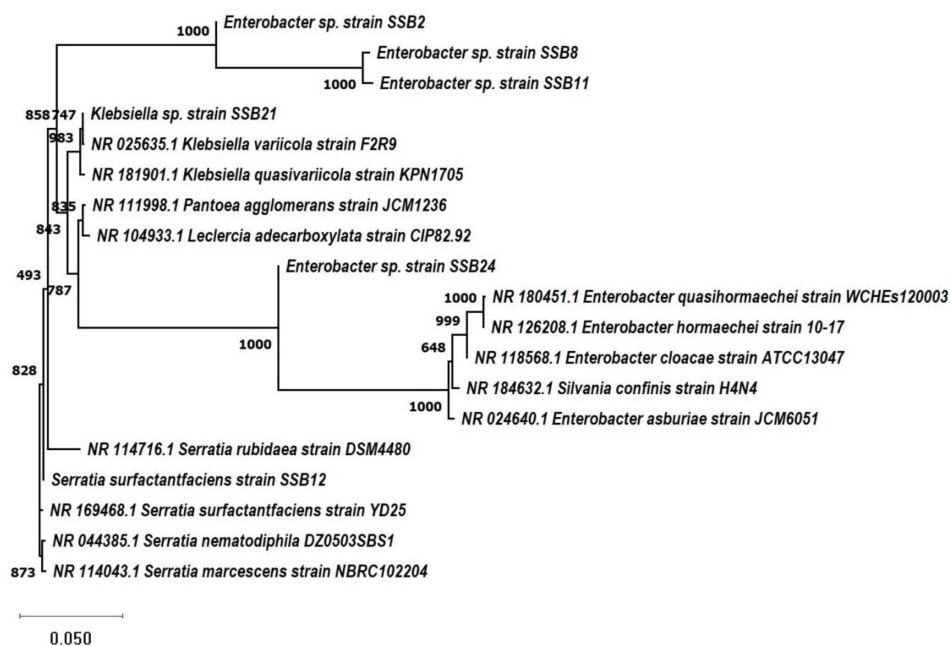 Enterobacter sp. strain SSB2
1000
Enterobacter sp. strain SSB8
Enterobacter sp. strain SSB11
1000
Klebsiella sp. strain SSB21
858
747
983
NR 025635.1 Klebsiella variicola strain F2R9
NR 181901.1 Klebsiella quasivariicola strain KPN1705
NR 111998.1 Pantoea agglomerans strain JCM1236
835
843
NR 104933.1 Leclercia adecarboxylata strain CIP82.92
Enterobacter sp. strain SSB24
493
787
1000
NR 180451.1 Enterobacter quasihormaechei strain WCHEs120003
999
NR 126208.1 Enterobacter hormaechei strain 10-17
1000
648
NR 118568.1 Enterobacter cloacae strain ATCC13047
828
NR 184632.1 Silvania confinis strain H4N4
1000
NR 024640.1 Enterobacter asburiae strain JCM6051
NR 114716.1 Serratia rubidaea strain DSM4480
Serratia surfactantfaciens strain SSB12
NR 169468.1 Serratia surfactantfaciens strain YD25
NR 044385.1 Serratia nematodiphila DZ0503SBS1
873
NR 114043.1 Serratia marcescens strain NBRC102204
0.050